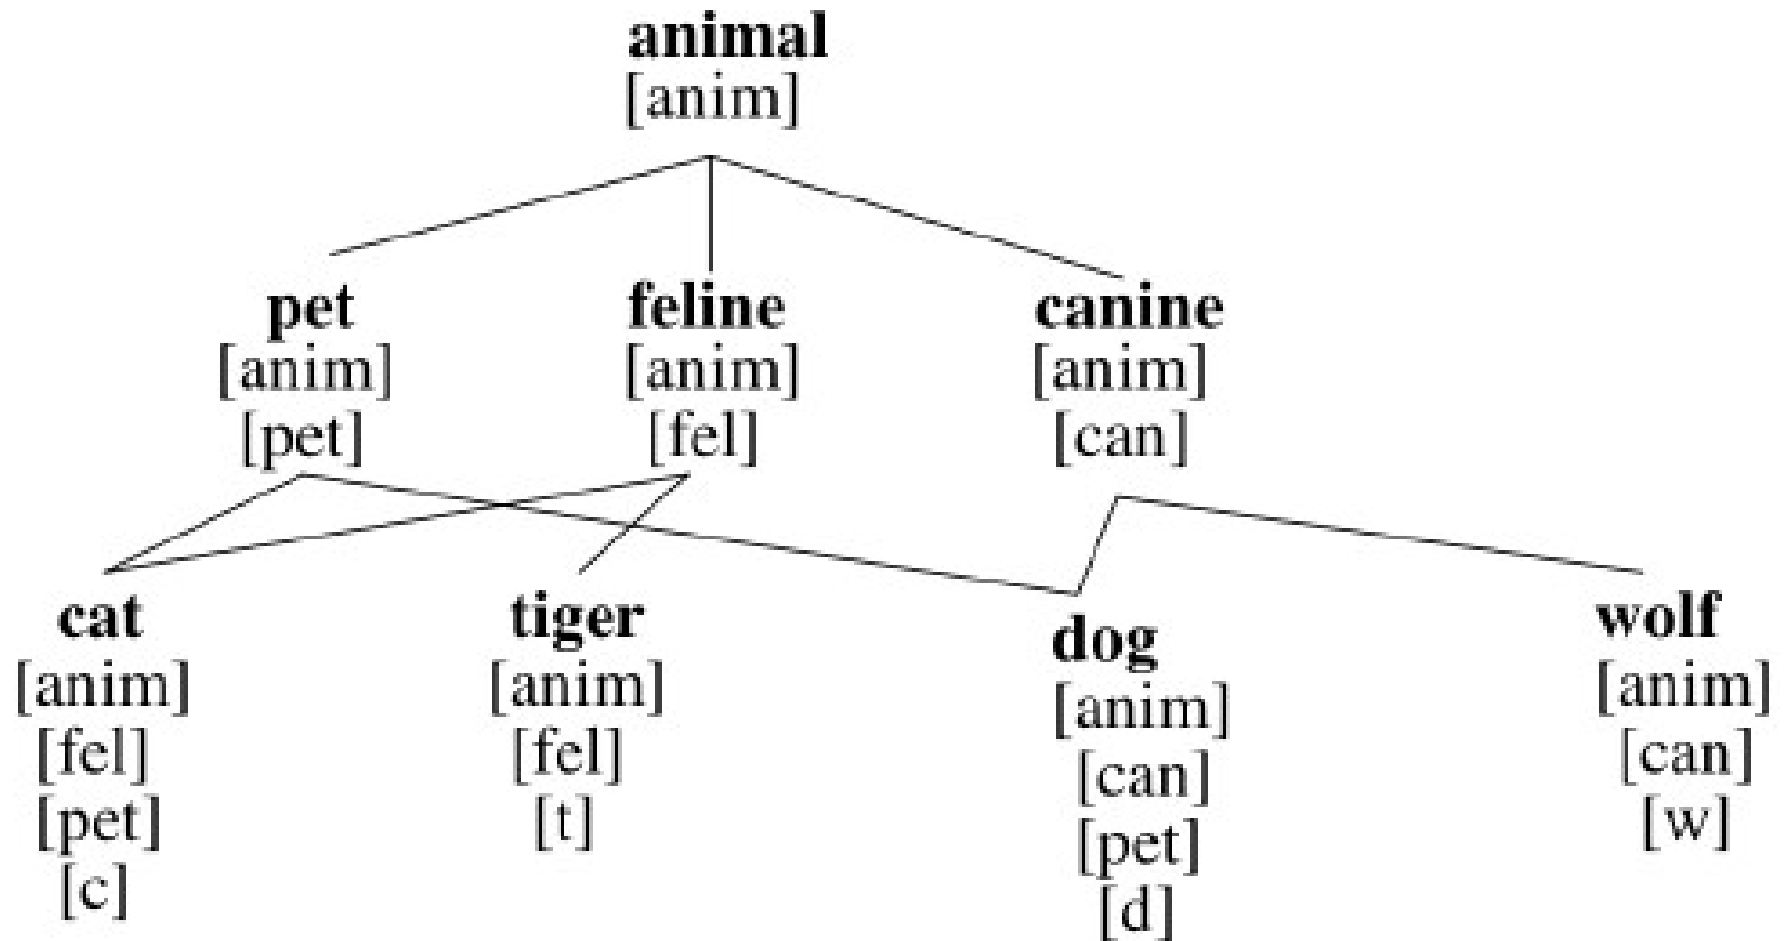 animal
[anim]
pet
[anim]
[pet]
feline
[anim]
[fel]
canine
[anim]
[can]
cat
[anim]
[fel]
[pet]
[c]
tiger
[anim]
[fel]
[t]
dog
[anim]
[can]
[pet]
[d]
wolf
[anim]
[can]
[w]